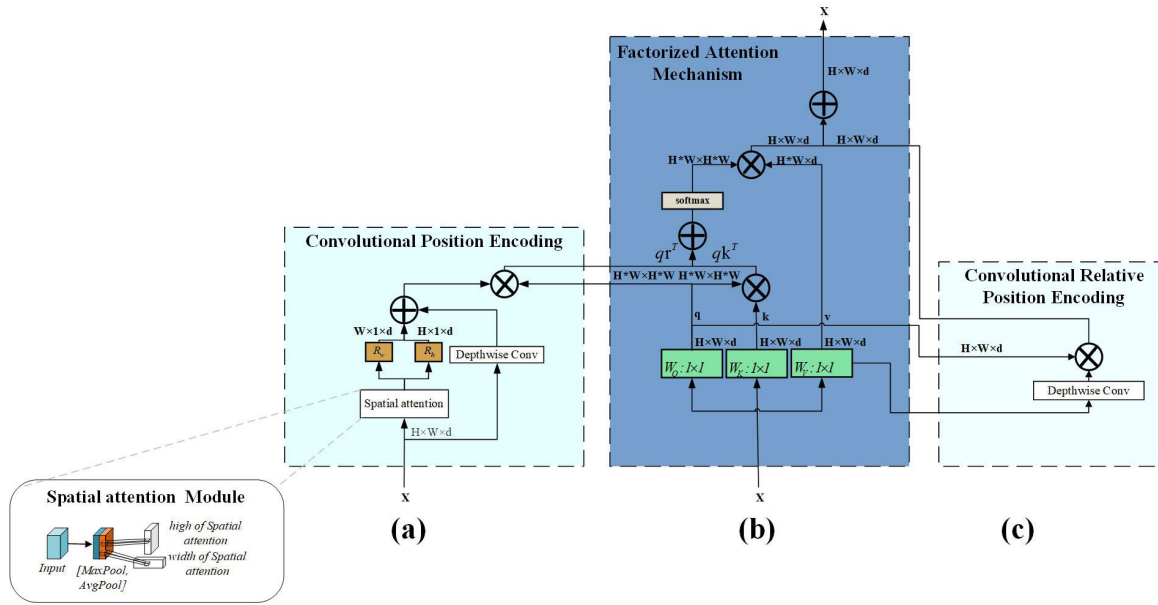 X
Factorized Attention
Mechanism
H×W×d
H×W×d H×W×d
H*W×H*W H*W×d
softmax
qr^T qk^T
H*W×H*W H*W×H*W
q k v
H×W×d H×W×d H×W×d
W_Q:1×1 W_K:1×1 W_V:1×1
X
(b)
Convolutional Position Encoding
W×1×d H×1×d
R_w R_h
Depthwise Conv
Spatial attention
H×W×d
X
(a)
Convolutional Relative
Position Encoding
H×W×d
Depthwise Conv
(c)
Spatial attention Module
high of Spatial
attention
width of Spatial
attention
Input
[MaxPool,
AvgPool]